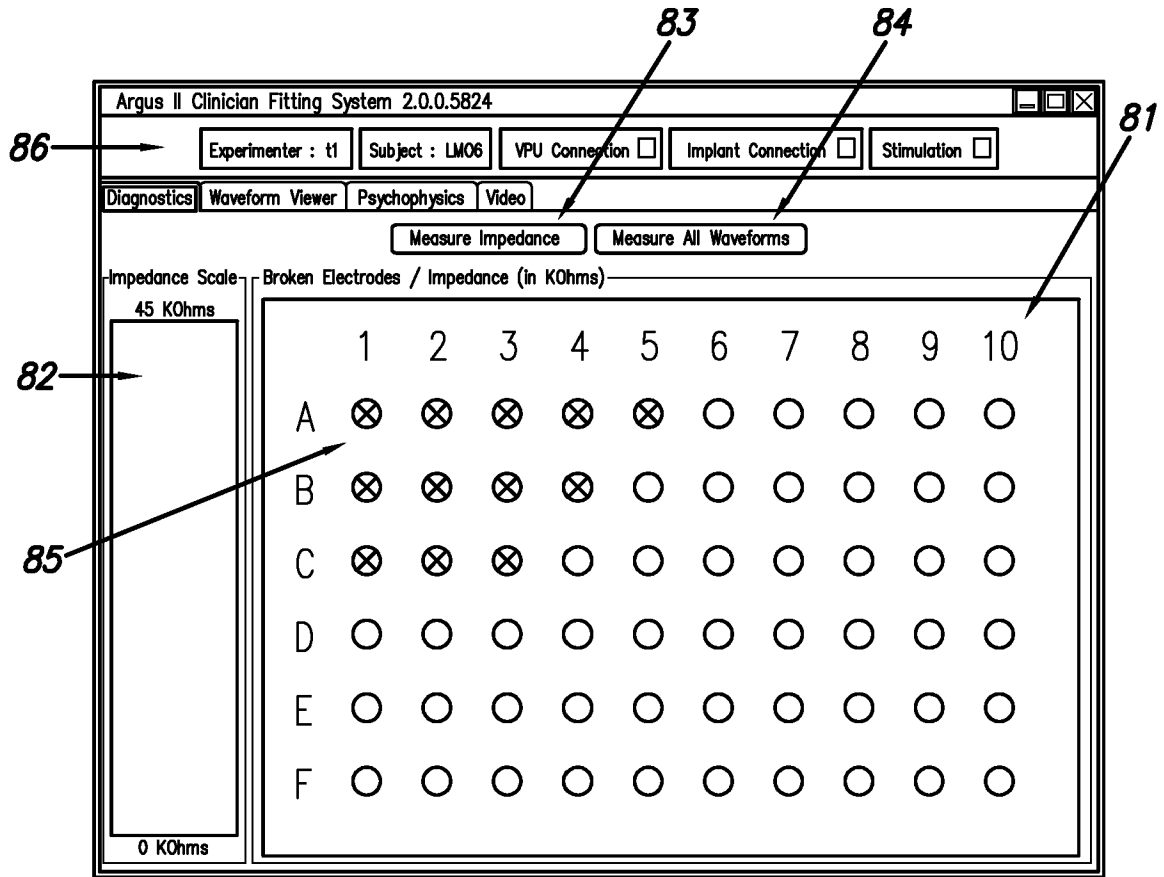 83 84
Argus II Clinician Fitting System 2.0.0.5824
81
86 Experimenter : t1 Subject : LM06 VPU Connection Implant Connection Stimulation
Diagnostics Waveform Viewer Psychophysics Video
Measure Impedance Measure All Waveforms
Impedance Scale Broken Electrodes / Impedance (in KOhms)
45 KOhms
1 2 3 4 5 6 7 8 9 10
82
A
B
85
C
D
E
F
0 KOhms